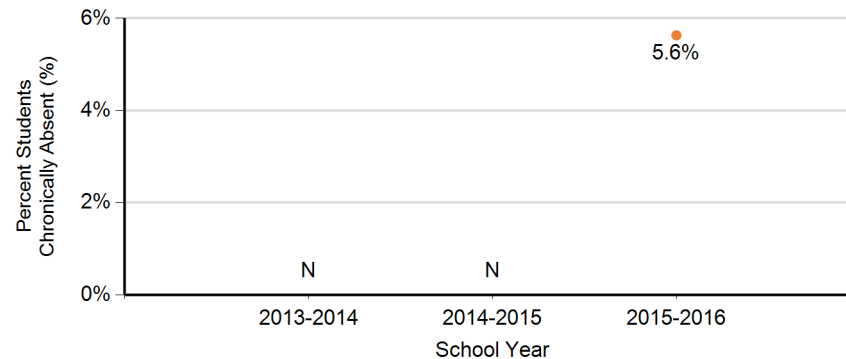 6%
5.6%
4%
2%
0%
N
N
2013-2014
2014-2015
2015-2016
School Year
Percent Students
Chronically Absent (%)